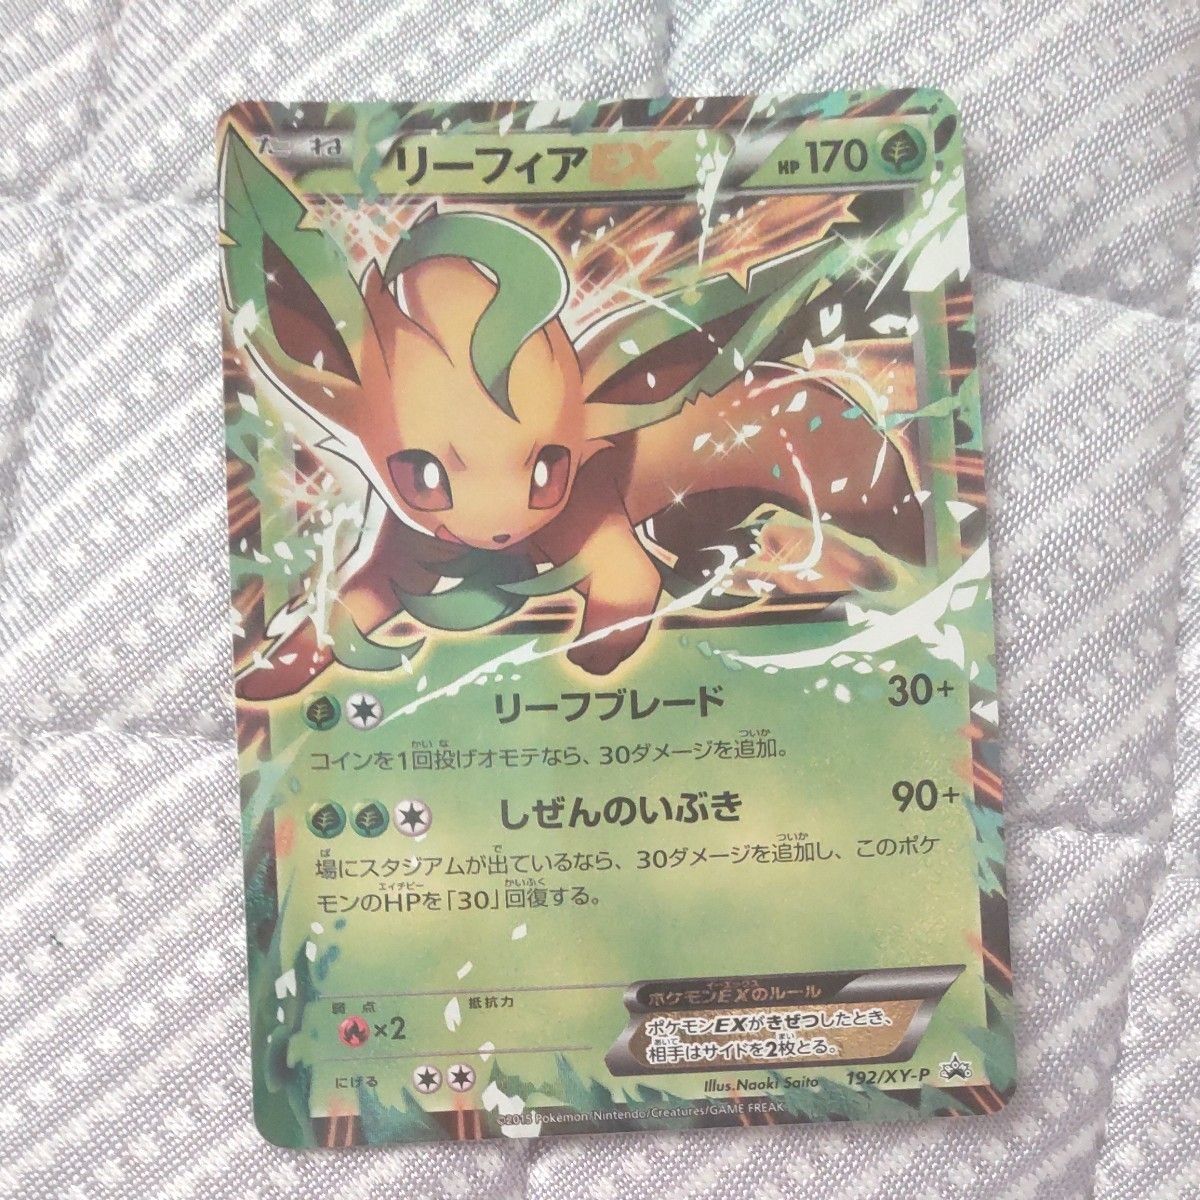 たね リーフィアEX HP170
リーフブレード 30+
コインを1回投げオモテなら、30ダメージを追加。
しぜんのいぶき 90+
場にスタジアムが出ているなら、30ダメージを追加し、このポケ
モンのHPを「30」回復する。
弱点 抵抗力
×2
にげる
ポケモンEXのルール
ポケモンEXがきぜつしたとき、
相手はサイドを2枚とる。
Illus.Naoki Saito 192/XY-P
©2015 Pokémon/Nintendo/Creatures/GAME FREAK